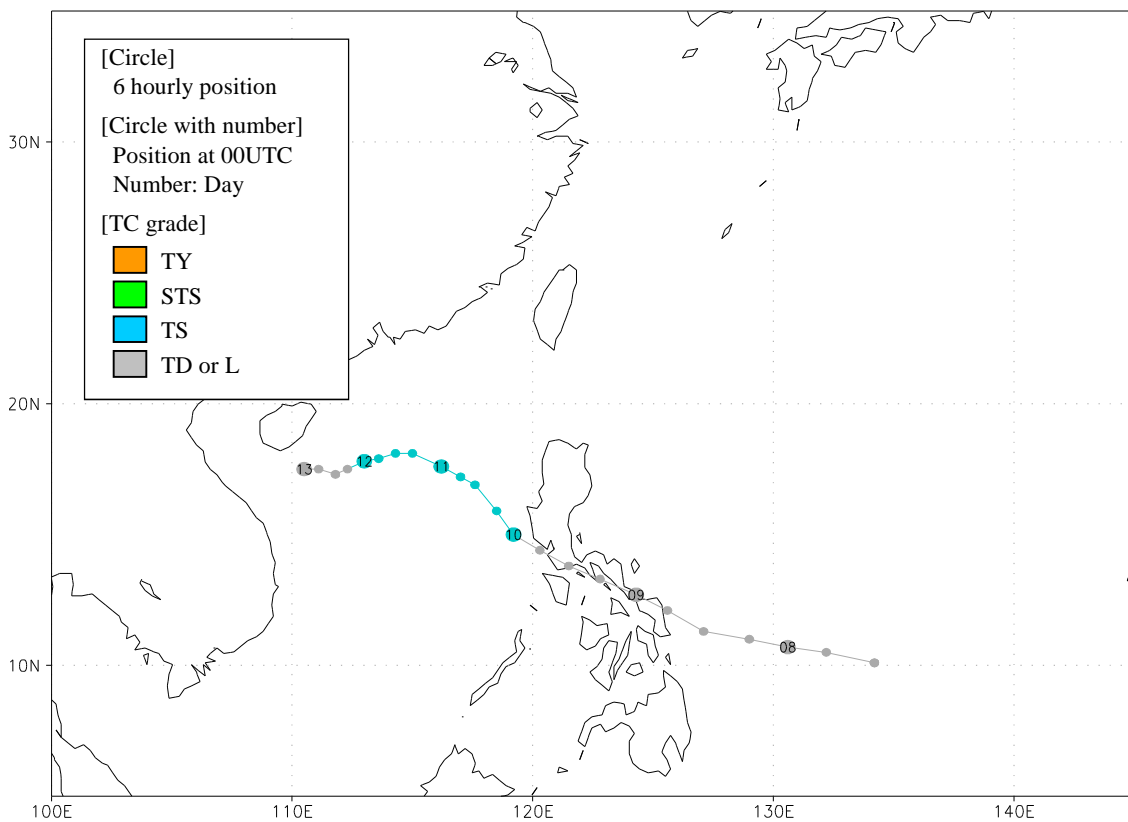 [Circle]
6 hourly position
[Circle with number]
Position at 00UTC
Number: Day
[TC grade]
TY
STS
TS
TD or L
30N
20N
10N
13
12
11
10
09
08
100E
110E
120E
130E
140E